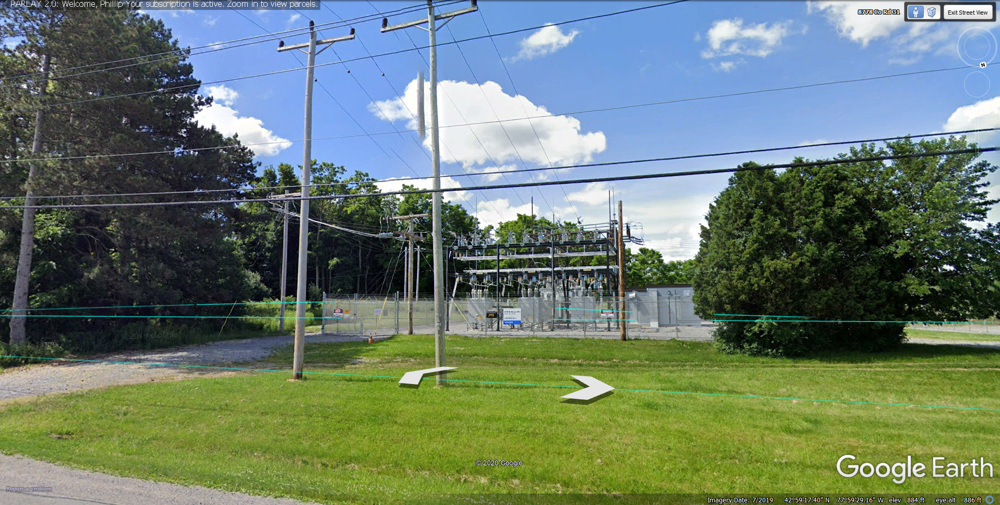 PARLAY 2.0: Welcome, Phillip Your subscription is active. Zoom in to view parcels.
8778 Co Rd 31
Exit Street View
N
© 2020 Google
Google Earth
Report a problem
Imagery Date: 7/2019 42°59'17.40" N 77°59'29.16" W elev 884 ft eye alt 886 ft